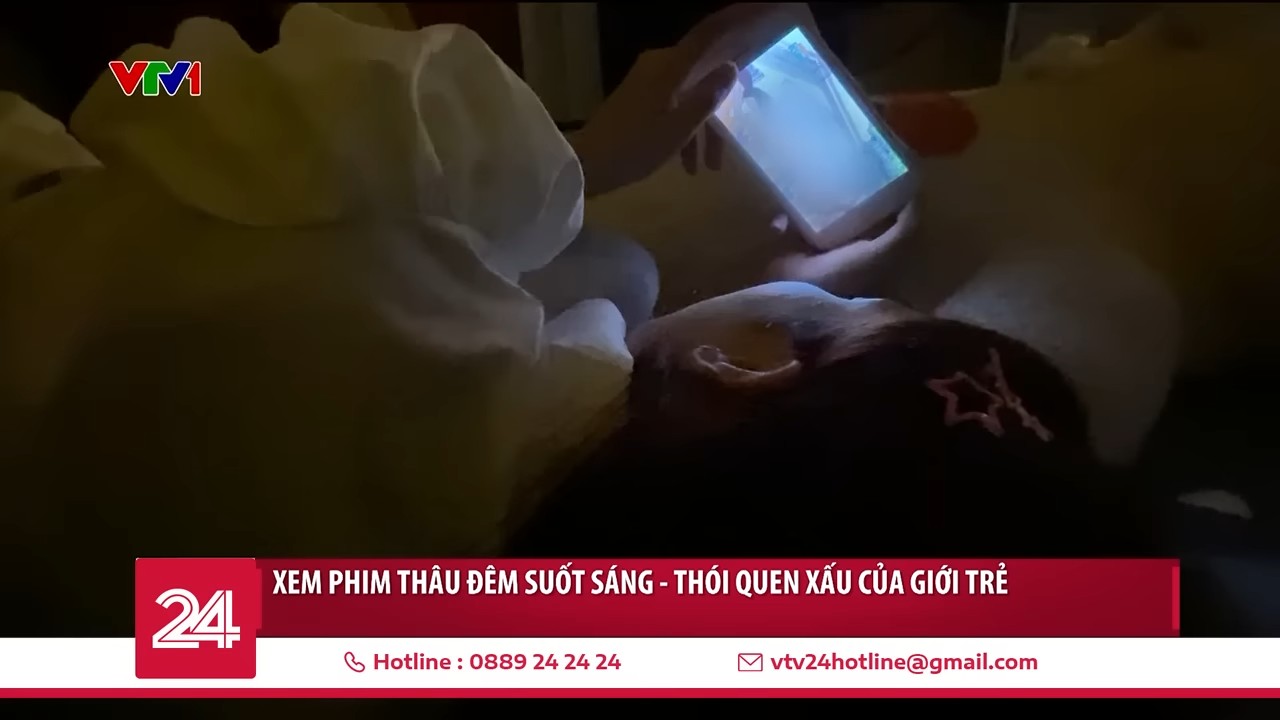 VTV1
XEM PHIM THÂU ĐÊM SUỐT SÁNG - THÓI QUEN XẤU CỦA GIỚI TRẺ
24
Hotline : 0889 24 24 24
vtv24hotline@gmail.com